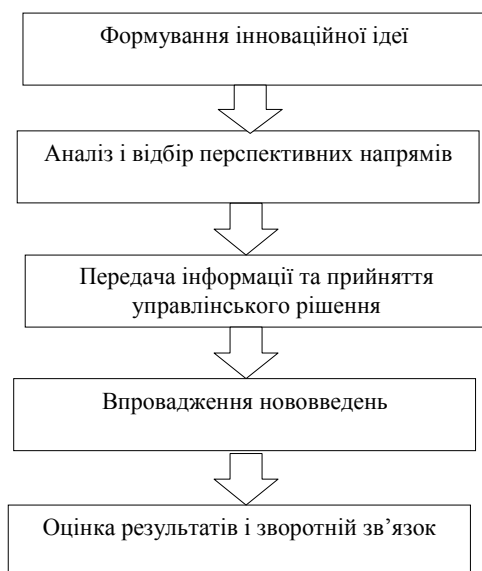 Формування інноваційної ідеї
Аналіз і відбір перспективних напрямів
Передача інформації та прийняття
управлінського рішення
Впровадження нововведень
Оцінка результатів і зворотній зв’язок